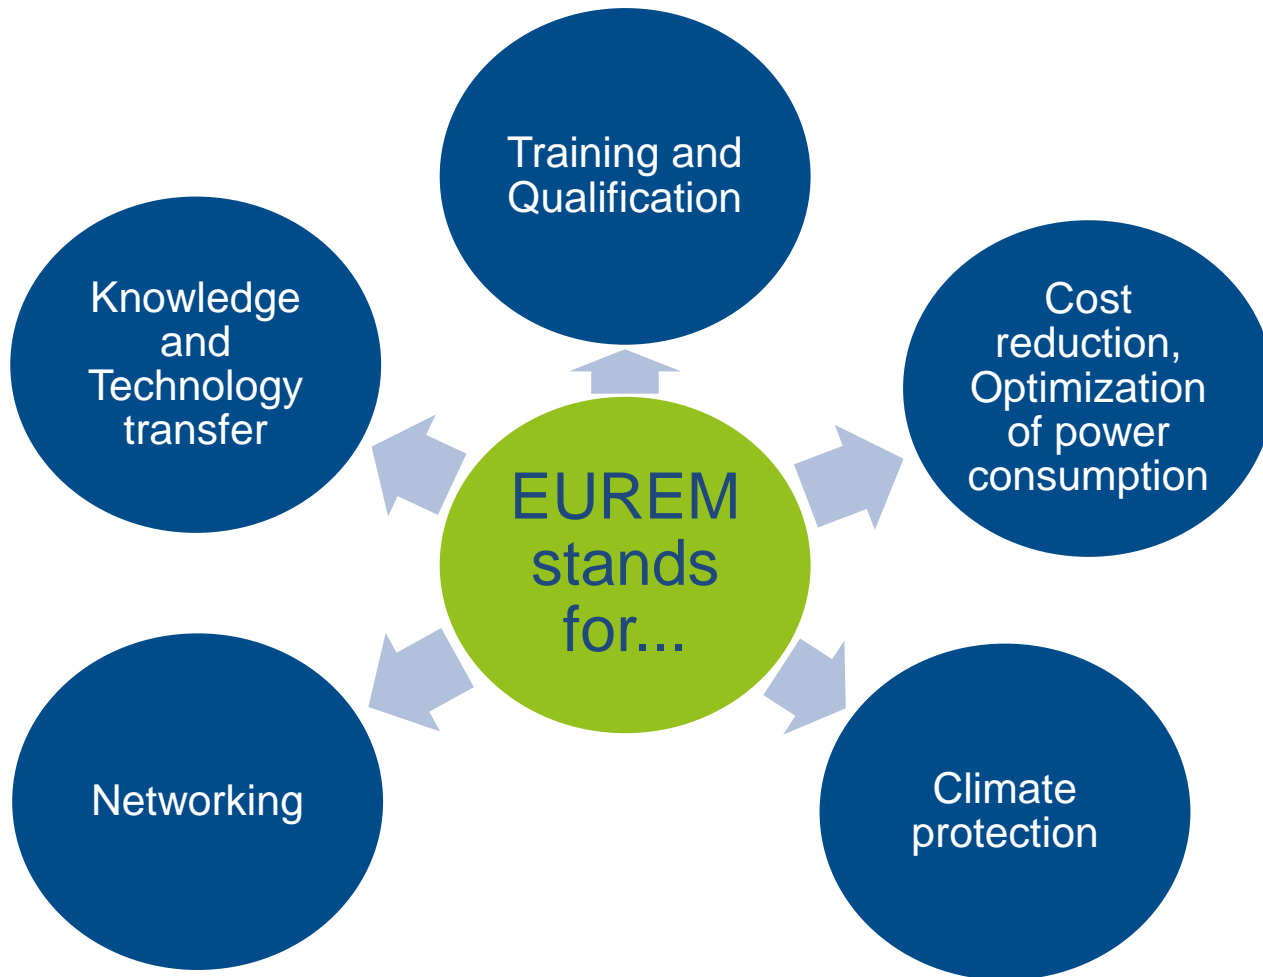 Training and
Qualification
Knowledge
and
Technology
transfer
Cost
reduction,
Optimization
of power
consumption
EUREM
stands
for...
Networking
Climate
protection